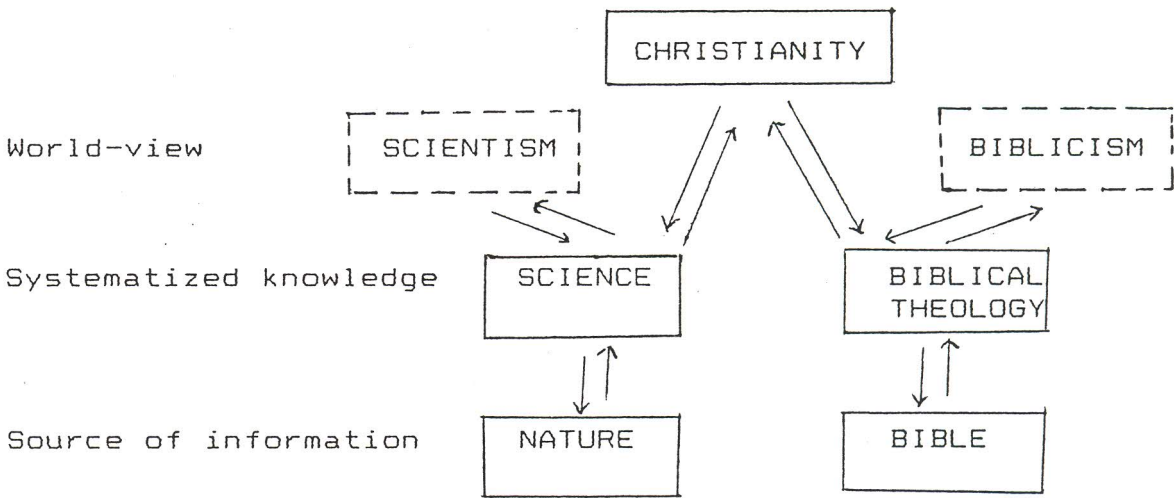 CHRISTIANITY
World-view
SCIENTISM
BIBLICISM
Systematized knowledge
SCIENCE
BIBLICAL
THEOLOGY
Source of information
NATURE
BIBLE